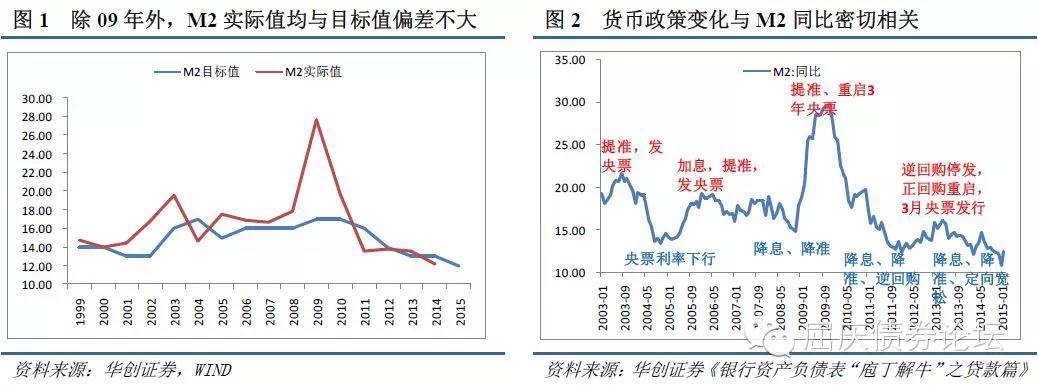 图 1　除 09 年外，M2 实际值均与目标值偏差不大
M2目标值
M2实际值
30.00
28.00
26.00
24.00
22.00
20.00
18.00
16.00
14.00
12.00
10.00
1999
2000
2001
2002
2003
2004
2005
2006
2007
2008
2009
2010
2011
2012
2013
2014
2015
资料来源：华创证券，WIND
图 2　货币政策变化与 M2 同比密切相关
M2:同比
35.00
30.00
25.00
20.00
15.00
10.00
提准，发
央票
加息，提准，
发央票
提准、重启3
年央票
逆回购停发，
正回购重启，
3月央票发行
央票利率下行
降息、降准
降息、降
准、逆回购
降息、降
准、定向宽
松
2003-01
2003-09
2004-05
2005-01
2005-09
2006-05
2007-01
2007-09
2008-05
2009-01
2009-09
2010-05
2011-01
2011-09
2012-05
2013-01
2013-09
2014-05
2015-01
屈庆债券论坛
资料来源：华创证券《银行资产负债表“庖丁解牛”之贷款篇》